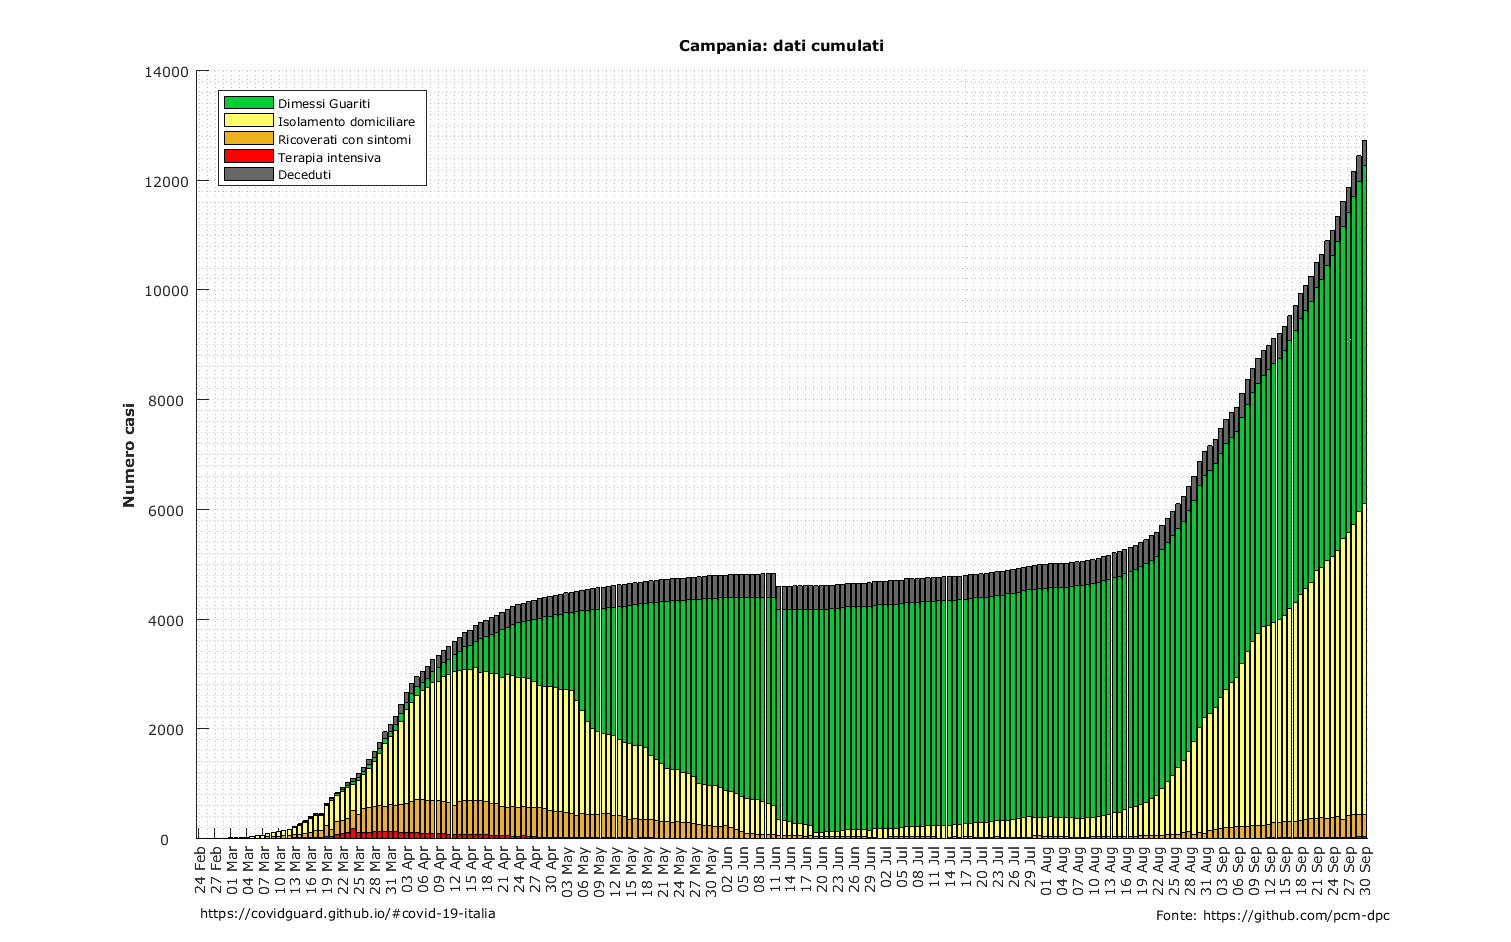 Campania: dati cumulati
14000
12000
10000
8000
6000
4000
2000
0
Numero casi
Dimessi Guariti
Isolamento domiciliare
Ricoverati con sintomi
Terapia intensiva
Deceduti
24 Feb
27 Feb
01 Mar
04 Mar
07 Mar
10 Mar
13 Mar
16 Mar
19 Mar
22 Mar
25 Mar
28 Mar
31 Mar
03 Apr
06 Apr
09 Apr
12 Apr
15 Apr
18 Apr
21 Apr
24 Apr
27 Apr
30 Apr
03 May
06 May
09 May
12 May
15 May
18 May
21 May
24 May
27 May
30 May
02 Jun
05 Jun
08 Jun
11 Jun
14 Jun
17 Jun
20 Jun
23 Jun
26 Jun
29 Jun
02 Jul
05 Jul
08 Jul
11 Jul
14 Jul
17 Jul
20 Jul
23 Jul
26 Jul
29 Jul
01 Aug
04 Aug
07 Aug
10 Aug
13 Aug
16 Aug
19 Aug
22 Aug
25 Aug
28 Aug
31 Aug
03 Sep
06 Sep
09 Sep
12 Sep
15 Sep
18 Sep
21 Sep
24 Sep
27 Sep
30 Sep
https://covidguard.github.io/#covid-19-italia
Fonte: https://github.com/pcm-dpc